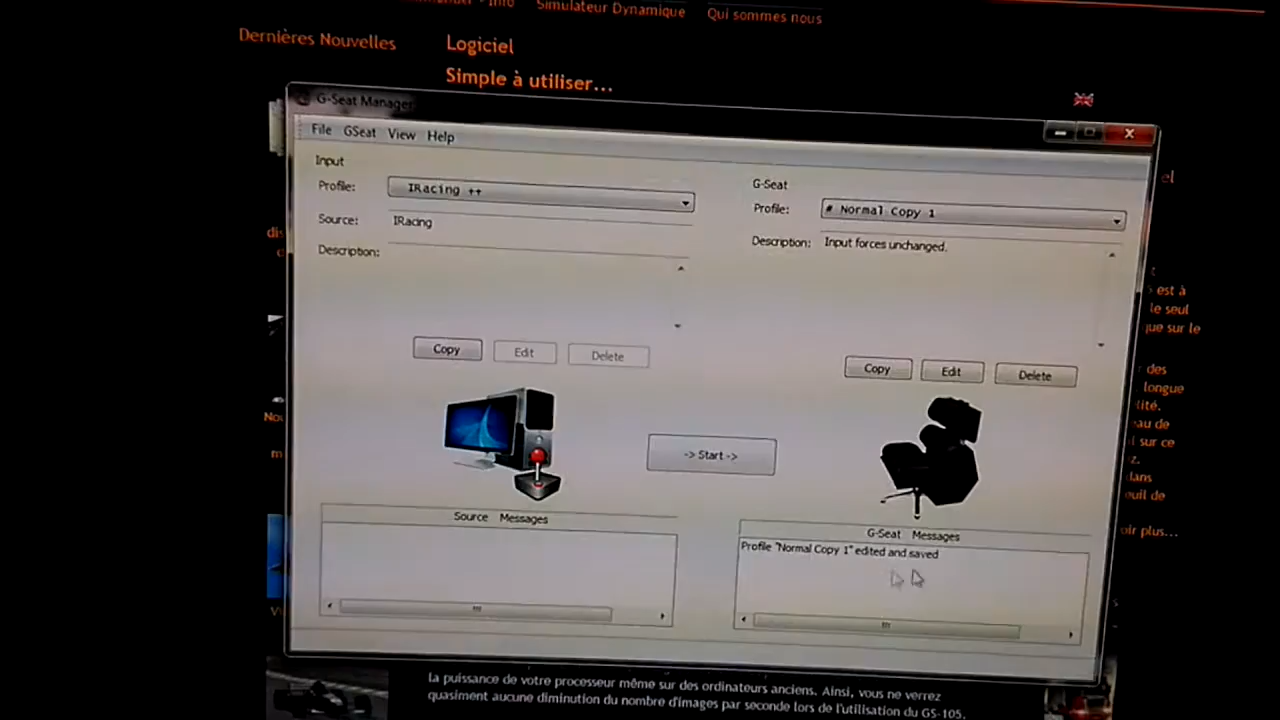 Info
Simulateur Dynamique
Qui sommes nous
Dernières Nouvelles
Logiciel
Simple à utiliser...
G-Seat Manager
File GSeat View Help
Input
Profile: IRacing ++
Source: IRacing
Description:
Copy Edit Delete
G-Seat
Profile: # Normal Copy 1
Description: Input forces unchanged.
Copy Edit Delete
-> Start ->
Source Messages
G-Seat Messages
Profile "Normal Copy 1" edited and saved
est à
le seul
que sur le
des
longue
au de
sur ce
dans
euil de
oir plus...
la puissance de votre processeur même sur des ordinateurs anciens. Ainsi, vous ne verrez
quasiment aucune diminution du nombre d'images par seconde lors de l'utilisation du GS-105.